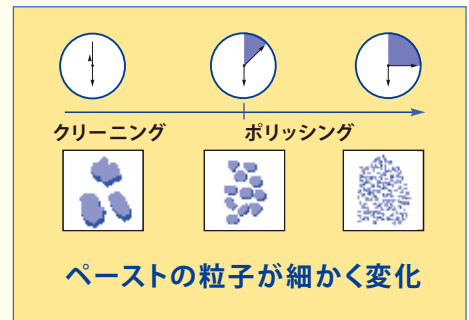 クリーニング ポリッシング
ペーストの粒子が細かく変化